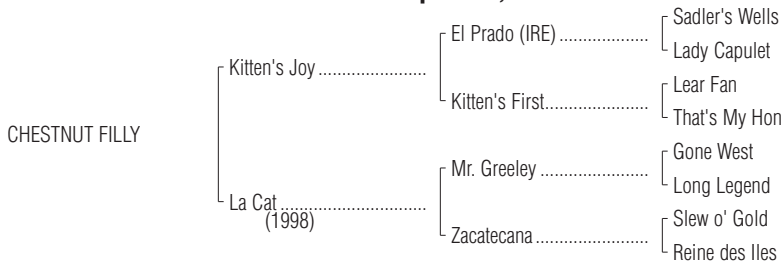 Sadler's Wells
El Prado (IRE)
Lady Capulet
Kitten's Joy
Lear Fan
Kitten's First
That's My Hon
CHESTNUT FILLY
Gone West
Mr. Greeley
Long Legend
La Cat
(1998)
Slew o' Gold
Zacatecana
Reine des Iles